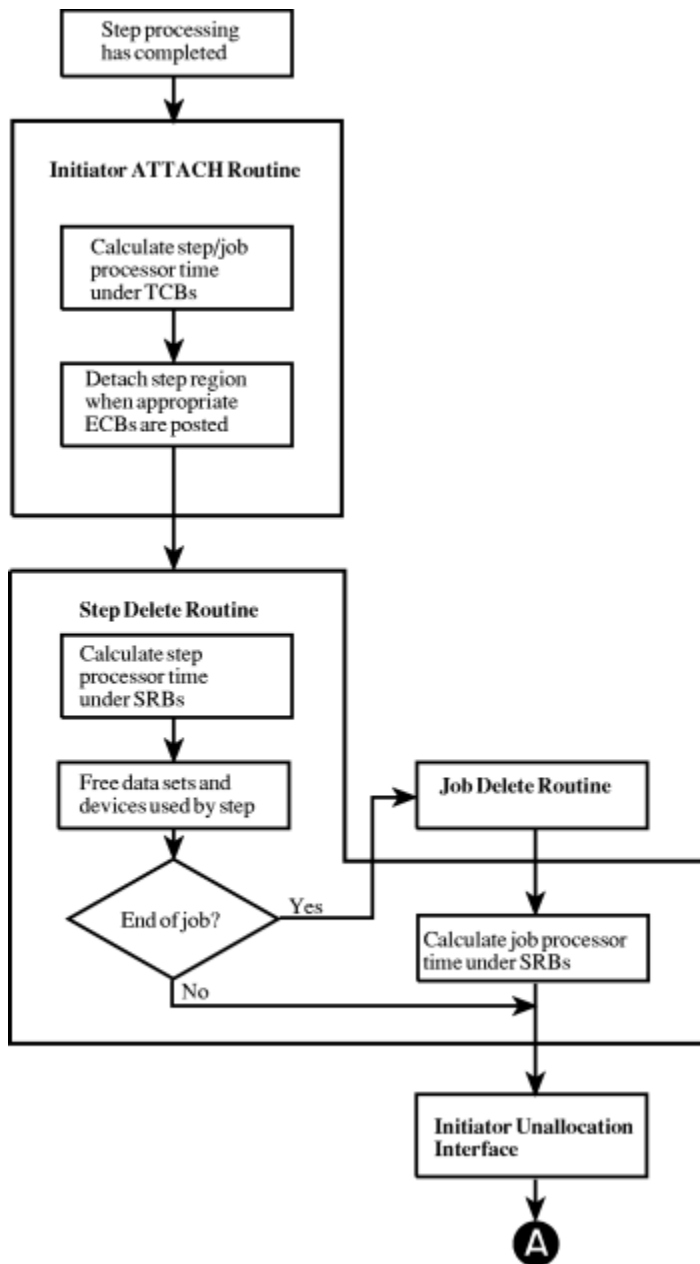 Step processing
has completed
Initiator ATTACH Routine
Calculate step/job
processor time
under TCBs
Detach step region
when appropriate
ECBs are posted
Step Delete Routine
Calculate step
processor time
under SRBs
Free data sets and
devices used by step
Job Delete Routine
End of job?
Yes
Calculate job processor
time under SRBs
No
Initiator Unallocation
Interface
A